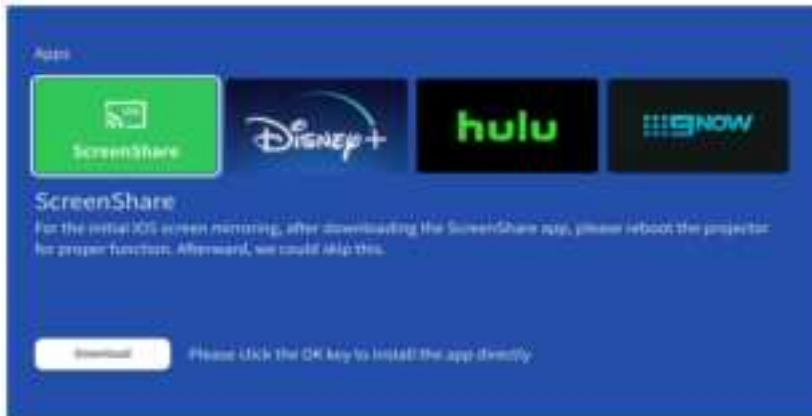 Apps
ScreenShare
Disney+
hulu
9NOW
ScreenShare
For the initial iOS screen mirroring, after downloading the ScreenShare app, please reboot the projector
for proper function. Afterward, we could skip this.
Download
Please click the OK key to install the app directly